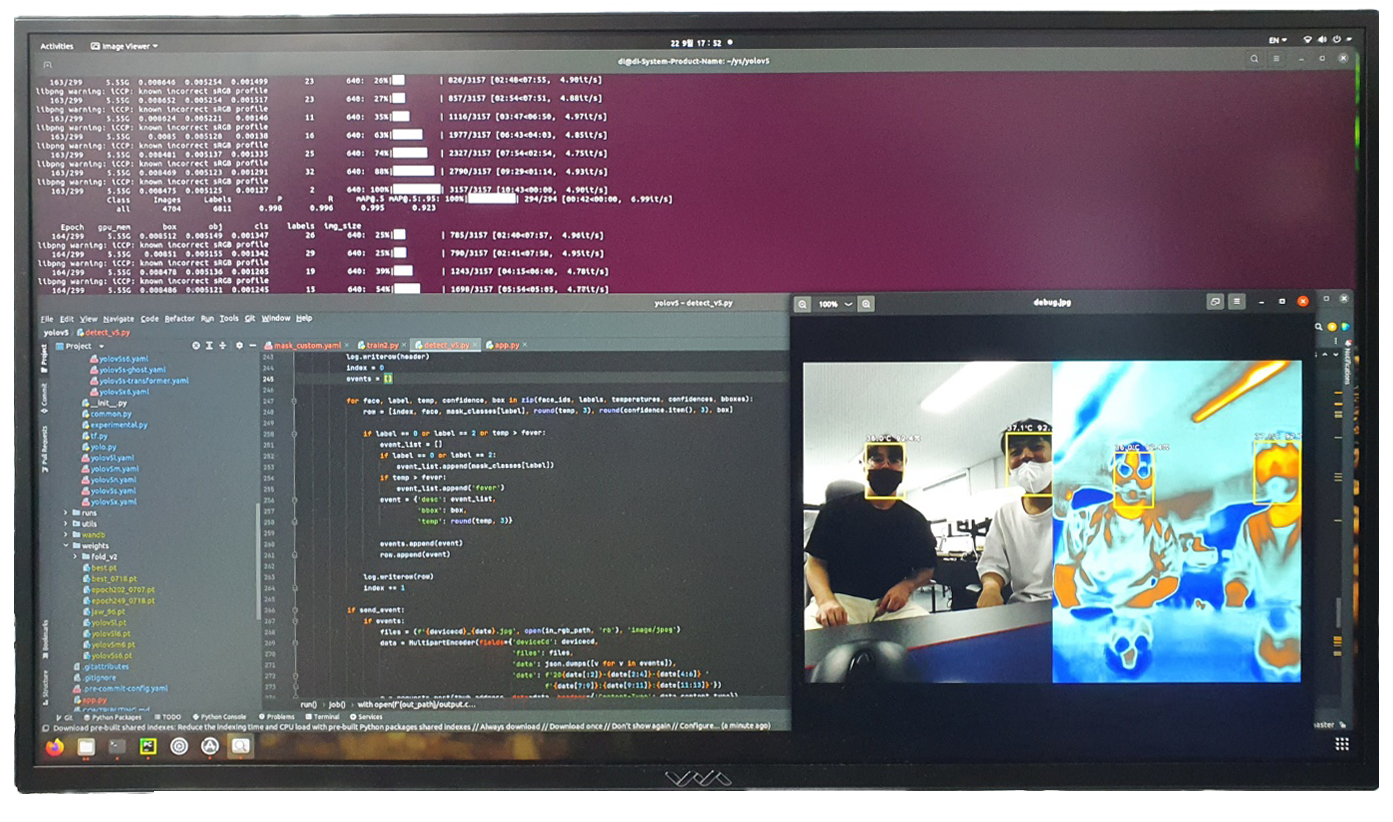 Activities Image Viewer
22 9월 17 : 52
EN
di@di-System-Product-Name: ~/ys/yolov5
163/299 5.55G 0.008646 0.005254 0.001499 23 640: 26%| | 826/3157 [02:48<07:55, 4.90it/s]
libpng warning: iCCP: known incorrect sRGB profile
163/299 5.55G 0.008652 0.005254 0.001517 23 640: 27%| | 857/3157 [02:54<07:51, 4.88it/s]
libpng warning: iCCP: known incorrect sRGB profile
163/299 5.55G 0.008624 0.005221 0.00146 11 640: 35%| | 1116/3157 [03:47<06:50, 4.97it/s]
libpng warning: iCCP: known incorrect sRGB profile
163/299 5.55G 0.0085 0.005128 0.00138 16 640: 63%| | 1977/3157 [06:43<04:03, 4.85it/s]
libpng warning: iCCP: known incorrect sRGB profile
163/299 5.55G 0.008481 0.005137 0.001335 25 640: 74%| | 2327/3157 [07:54<02:54, 4.75it/s]
libpng warning: iCCP: known incorrect sRGB profile
163/299 5.55G 0.008469 0.005123 0.001291 32 640: 88%| | 2790/3157 [09:29<01:14, 4.93it/s]
libpng warning: iCCP: known incorrect sRGB profile
163/299 5.55G 0.008475 0.005125 0.00127 2 640: 100%| | 3157/3157 [10:43<00:00, 4.90it/s]
Class Images Labels P R mAP@.5 mAP@.5:.95: 100%| | 294/294 [00:42<00:00, 6.99it/s]
all 4704 6811 0.998 0.996 0.995 0.923
Epoch gpu_mem box obj cls labels img_size
164/299 5.55G 0.008512 0.005149 0.001347 26 640: 25%| | 785/3157 [02:40<07:57, 4.96it/s]
libpng warning: iCCP: known incorrect sRGB profile
164/299 5.55G 0.00851 0.005155 0.001342 29 640: 25%| | 790/3157 [02:41<07:58, 4.95it/s]
libpng warning: iCCP: known incorrect sRGB profile
164/299 5.55G 0.008478 0.005136 0.001265 19 640: 39%| | 1243/3157 [04:15<06:40, 4.78it/s]
libpng warning: iCCP: known incorrect sRGB profile
164/299 5.55G 0.008486 0.005121 0.001245 15 640: 54%| | 1698/3157 [05:54<05:05, 4.77it/s]
yolov5 – detect_v5.py
File Edit View Navigate Code Refactor Run Tools Git Window Help
yolov5 detect_v5.py
Project
mask_custom.yaml train2.py detect_v5.py app.py
Project
Commit
Pull Requests
Bookmarks
Structure
yolov5s6.yaml
yolov5s-ghost.yaml
yolov5s-transformer.yaml
yolov5x6.yaml
__init__.py
common.py
experimental.py
tf.py
yolo.py
yolov5l.yaml
yolov5m.yaml
yolov5n.yaml
yolov5s.yaml
yolov5x.yaml
runs
utils
wandb
weights
fold_v2
best.pt
best_0718.pt
epoch202_0707.pt
epoch249_0718.pt
jaw_90.pt
yolov5l.pt
yolov5l6.pt
yolov5m6.pt
yolov5s6.pt
.gitattributes
.gitignore
.pre-commit-config.yaml
app.py
CONTRIBUTING.md
243 log.writerow(header)
244 index = 0
245 events = []
246
247 for face, label, temp, confidence, box in zip(face_ids, labels, temperatures, confidences, bboxes):
248 row = [index, face, mask_classes[label], round(temp, 3), round(confidence.item(), 3), box]
249
250 if label == 0 or label == 2 or temp > fever:
251 event_list = []
252 if label == 0 or label == 2:
253 event_list.append(mask_classes[label])
254 if temp > fever:
255 event_list.append('fever')
256 event = {'desc': event_list,
257 'bbox': box,
258 'temp': round(temp, 3)}
259
260 events.append(event)
261 row.append(event)
262
263 log.writerow(row)
264 index += 1
265
266 if send_event:
267 if events:
268 files = (f'{devicecd}_{date}.jpg', open(in_rgb_path, 'rb'), 'image/jpeg')
269 data = MultipartEncoder(fields={'deviceCd': devicecd,
270 'files': files,
271 'data': json.dumps([v for v in events]),
272 'date': f'20{date[:2]}-{date[2:4]}-{date[4:6]} '
273 f'{date[7:9]}:{date[9:11]}:{date[11:13]}'})
run() job() with open(f'{out_path}/output.c...
Git Python Packages TODO Python Console Problems Terminal Services
Download pre-built shared indexes: Reduce the indexing time and CPU load with pre-built Python packages shared indexes // Always download // Download once // Don't show again // Configure... (a minute ago)
100%
debug.jpg
37.1°C 92.
Notifications